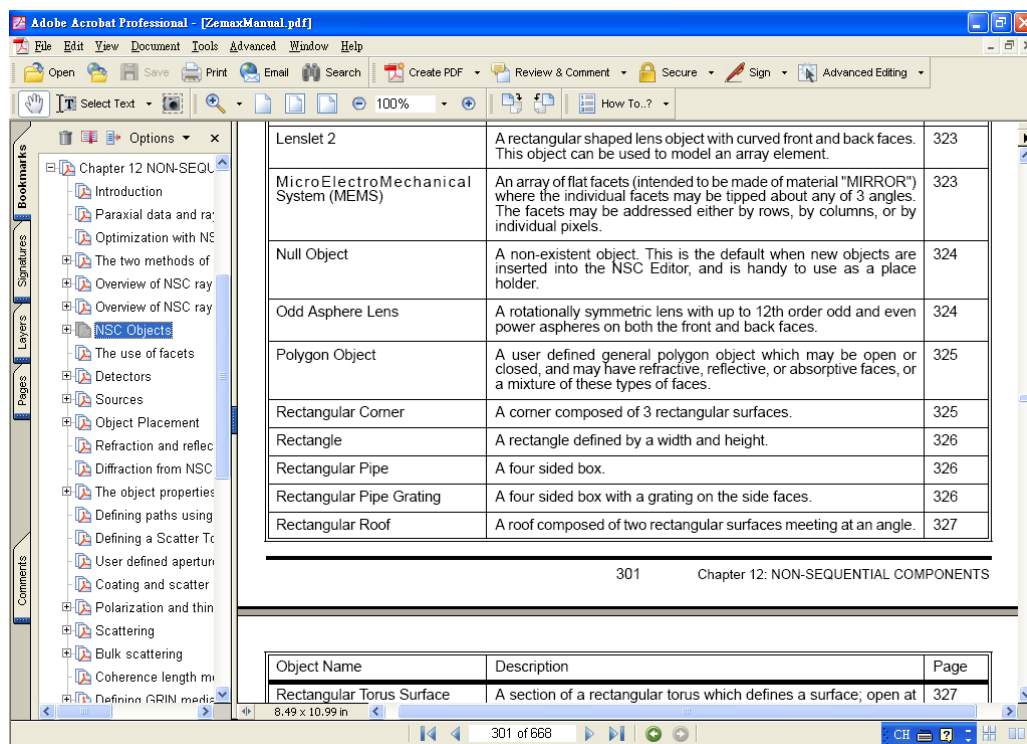 Adobe Acrobat Professional - [ZemaxManual.pdf]
File Edit View Document Tools Advanced Window Help
Open Save Print Email Search Create PDF Review & Comment Secure Sign Advanced Editing
Select Text 100% How To..?
Options
Bookmarks
Signatures
Layers
Pages
Comments
Chapter 12 NON-SEQU
Introduction
Paraxial data and ra
Optimization with NS
The two methods of
Overview of NSC ray
Overview of NSC ray
NSC Objects
The use of facets
Detectors
Sources
Object Placement
Refraction and reflec
Diffraction from NSC
The object properties
Defining paths using
Defining a Scatter To
User defined aperture
Coating and scatter
Polarization and thin
Scattering
Bulk scattering
Coherence length m
Defining GRIN media
Lenslet 2 A rectangular shaped lens object with curved front and back faces. 323
This object can be used to model an array element.
MicroElectroMechanical An array of flat facets (intended to be made of material "MIRROR") 323
System (MEMS) where the individual facets may be tipped about any of 3 angles.
The facets may be addressed either by rows, by columns, or by
individual pixels.
Null Object A non-existent object. This is the default when new objects are 324
inserted into the NSC Editor, and is handy to use as a place
holder.
Odd Asphere Lens A rotationally symmetric lens with up to 12th order odd and even 324
power aspheres on both the front and back faces.
Polygon Object A user defined general polygon object which may be open or 325
closed, and may have refractive, reflective, or absorptive faces, or
a mixture of these types of faces.
Rectangular Corner A corner composed of 3 rectangular surfaces. 325
Rectangle A rectangle defined by a width and height. 326
Rectangular Pipe A four sided box. 326
Rectangular Pipe Grating A four sided box with a grating on the side faces. 326
Rectangular Roof A roof composed of two rectangular surfaces meeting at an angle. 327
301 Chapter 12: NON-SEQUENTIAL COMPONENTS
Object Name Description Page
Rectangular Torus Surface A section of a rectangular torus which defines a surface; open at 327
8.49 x 10.99 in
301 of 668
CH